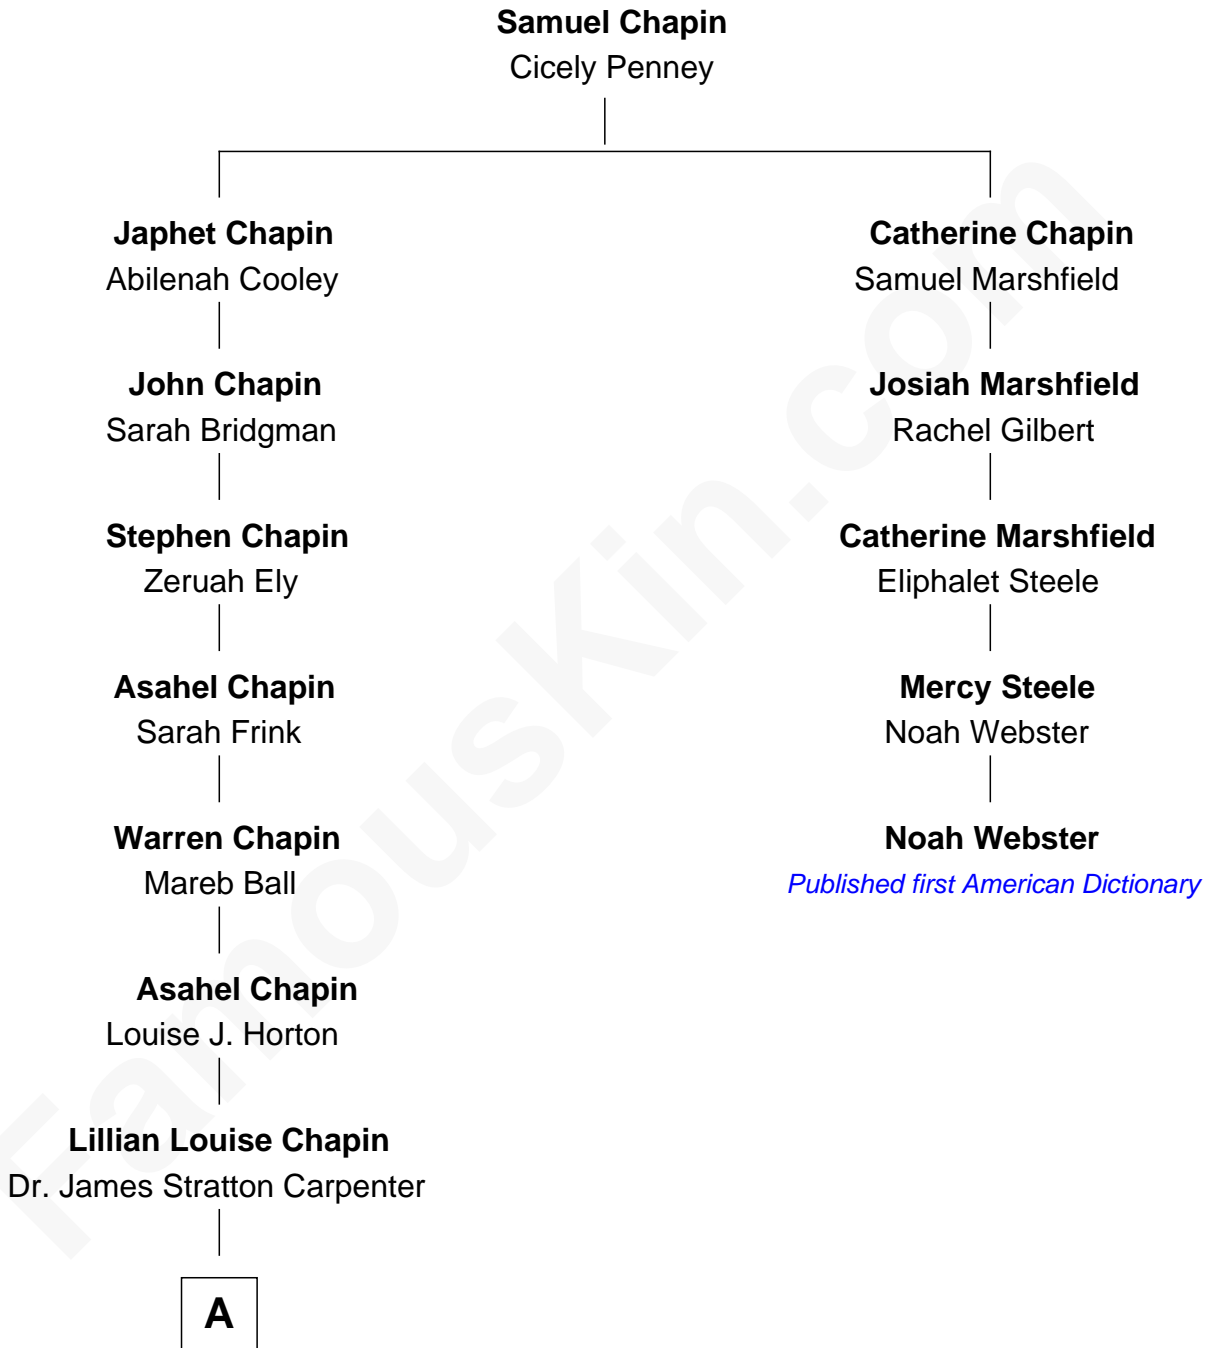 Samuel Chapin
Cicely Penney
Japhet Chapin
Abilenah Cooley
John Chapin
Sarah Bridgman
Stephen Chapin
Zeruah Ely
Asahel Chapin
Sarah Frink
Warren Chapin
Mareb Ball
Asahel Chapin
Louise J. Horton
Lillian Louise Chapin
Dr. James Stratton Carpenter
A
Catherine Chapin
Samuel Marshfield
Josiah Marshfield
Rachel Gilbert
Catherine Marshfield
Eliphalet Steele
Mercy Steele
Noah Webster
Noah Webster
Published first American Dictionary
FamousKin.com